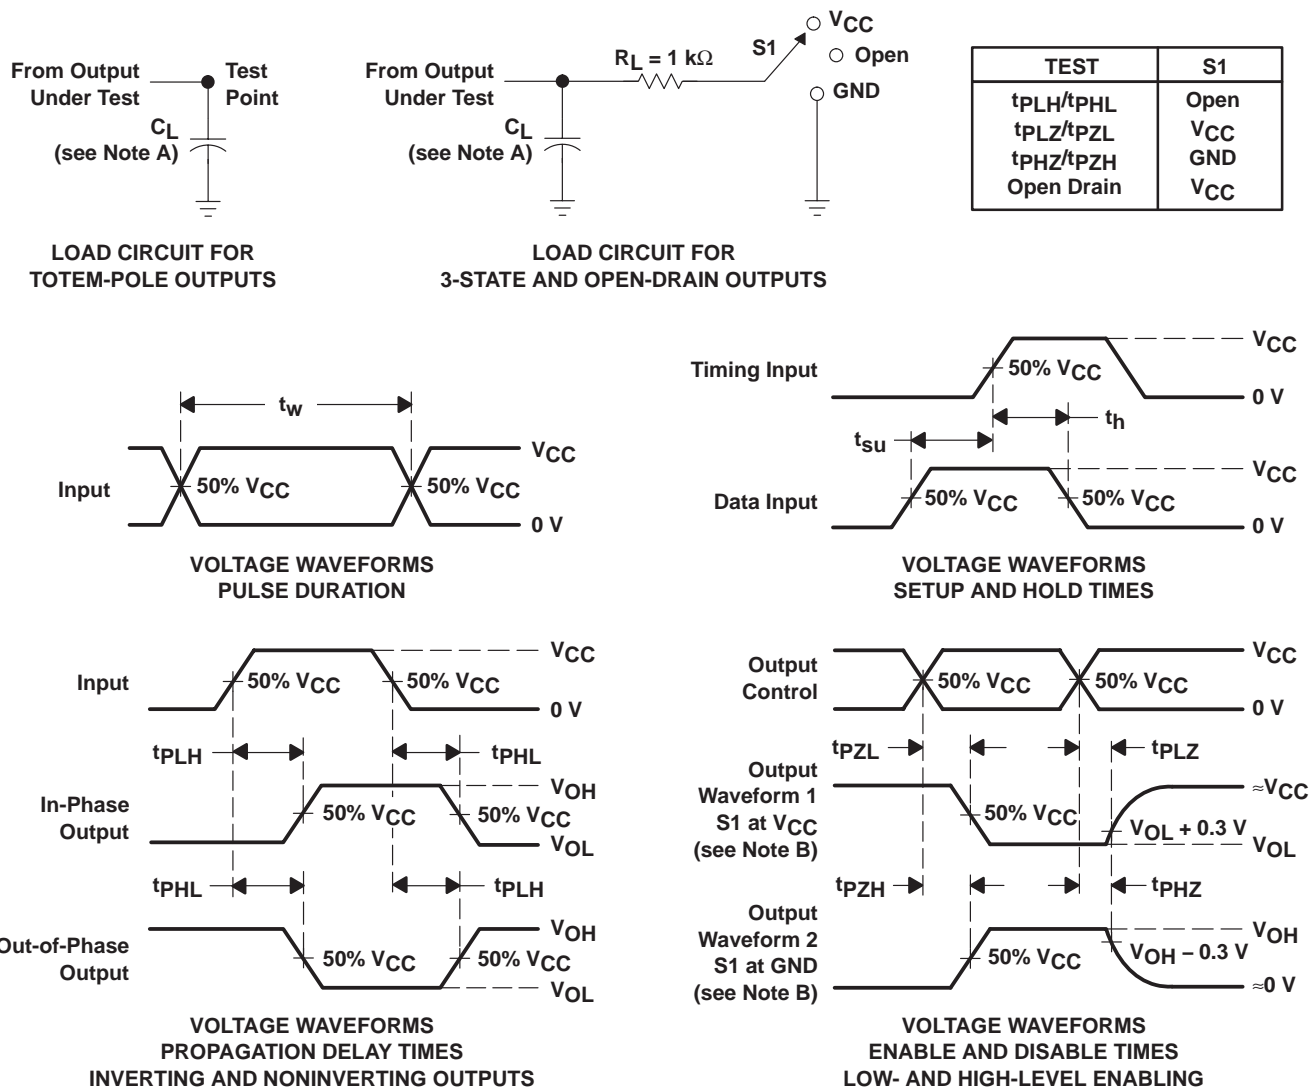 From Output
Under Test
Test
Point
CL
(see Note A)
LOAD CIRCUIT FOR
TOTEM-POLE OUTPUTS
From Output
Under Test
RL = 1 kΩ
S1
VCC
Open
GND
CL
(see Note A)
LOAD CIRCUIT FOR
3-STATE AND OPEN-DRAIN OUTPUTS
TEST S1
tPLH/tPHL Open
tPLZ/tPZL VCC
tPHZ/tPZH GND
Open Drain VCC
tw
Input
50% VCC
50% VCC
VCC
0 V
VOLTAGE WAVEFORMS
PULSE DURATION
Timing Input
50% VCC
VCC
0 V
tsu
th
Data Input
50% VCC
50% VCC
VCC
0 V
VOLTAGE WAVEFORMS
SETUP AND HOLD TIMES
Input
50% VCC
50% VCC
VCC
0 V
tPLH
tPHL
In-Phase
Output
50% VCC
50% VCC
VOH
VOL
tPHL
tPLH
Out-of-Phase
Output
50% VCC
50% VCC
VOH
VOL
VOLTAGE WAVEFORMS
PROPAGATION DELAY TIMES
INVERTING AND NONINVERTING OUTPUTS
Output
Control
50% VCC
50% VCC
VCC
0 V
tPZL
tPLZ
Output
Waveform 1
S1 at VCC
(see Note B)
50% VCC
VOL + 0.3 V
≈VCC
VOL
tPZH
tPHZ
Output
Waveform 2
S1 at GND
(see Note B)
50% VCC
VOH − 0.3 V
VOH
≈0 V
VOLTAGE WAVEFORMS
ENABLE AND DISABLE TIMES
LOW- AND HIGH-LEVEL ENABLING